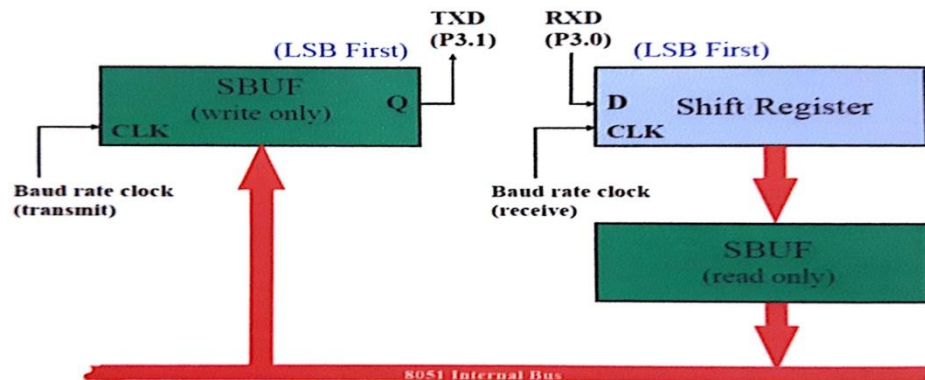 TXD
(P3.1)
RXD
(P3.0)
(LSB First)
(LSB First)
SBUF
(write only)
Q
CLK
D
Shift Register
CLK
Baud rate clock
(transmit)
Baud rate clock
(receive)
SBUF
(read only)
8051 Internal Bus